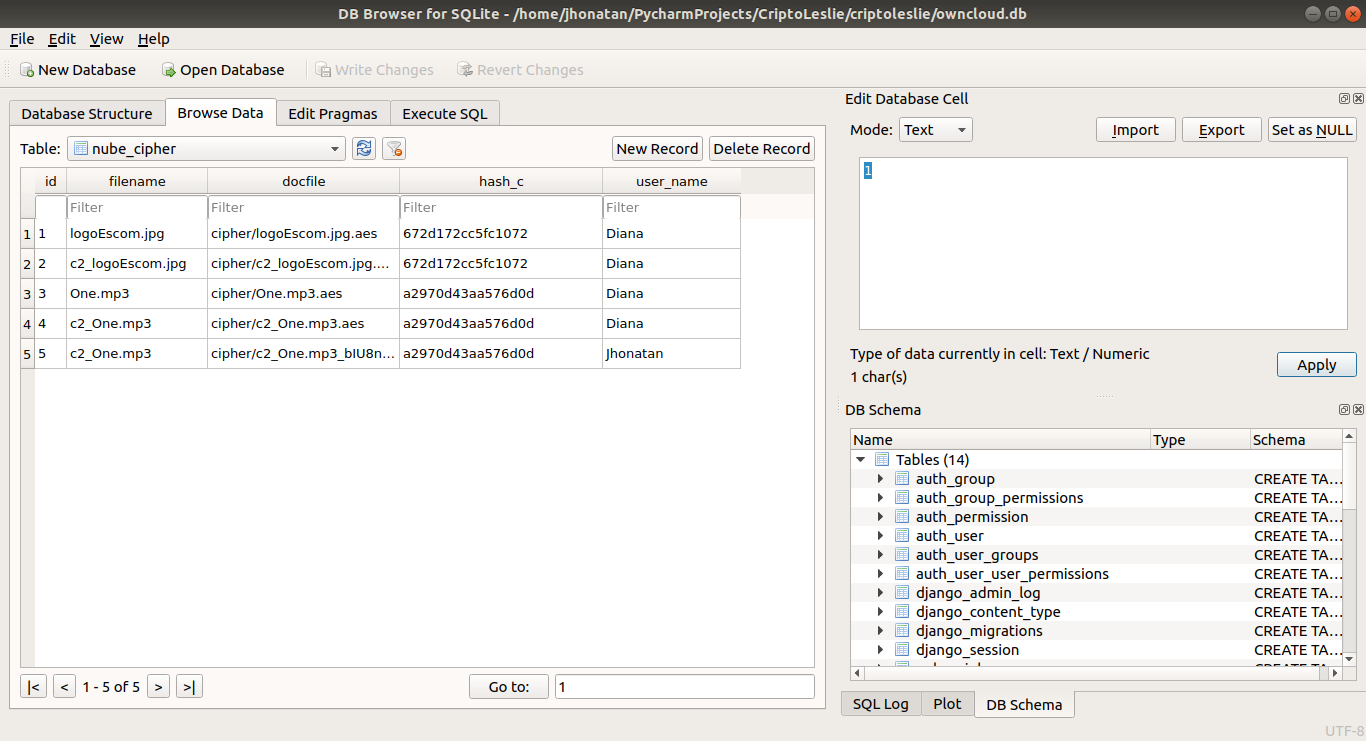 DB Browser for SQLite - /home/jhonatan/PycharmProjects/CriptoLeslie/criptoleslie/owncloud.db
File Edit View Help
New Database Open Database Write Changes Revert Changes
Database Structure Browse Data Edit Pragmas Execute SQL
Table: nube_cipher New Record Delete Record
id filename docfile hash_c user_name
Filter Filter Filter Filter
1 1 logoEscom.jpg cipher/logoEscom.jpg.aes 672d172cc5fc1072 Diana
2 2 c2_logoEscom.jpg cipher/c2_logoEscom.jpg.... 672d172cc5fc1072 Diana
3 3 One.mp3 cipher/One.mp3.aes a2970d43aa576d0d Diana
4 4 c2_One.mp3 cipher/c2_One.mp3.aes a2970d43aa576d0d Diana
5 5 c2_One.mp3 cipher/c2_One.mp3_bIU8n... a2970d43aa576d0d Jhonatan
|< < 1 - 5 of 5 > >| Go to: 1
Edit Database Cell
Mode: Text Import Export Set as NULL
1
Type of data currently in cell: Text / Numeric
1 char(s)
Apply
DB Schema
Name Type Schema
Tables (14)
auth_group CREATE TA...
auth_group_permissions CREATE TA...
auth_permission CREATE TA...
auth_user CREATE TA...
auth_user_groups CREATE TA...
auth_user_user_permissions CREATE TA...
django_admin_log CREATE TA...
django_content_type CREATE TA...
django_migrations CREATE TA...
django_session CREATE TA...
SQL Log Plot DB Schema
UTF-8